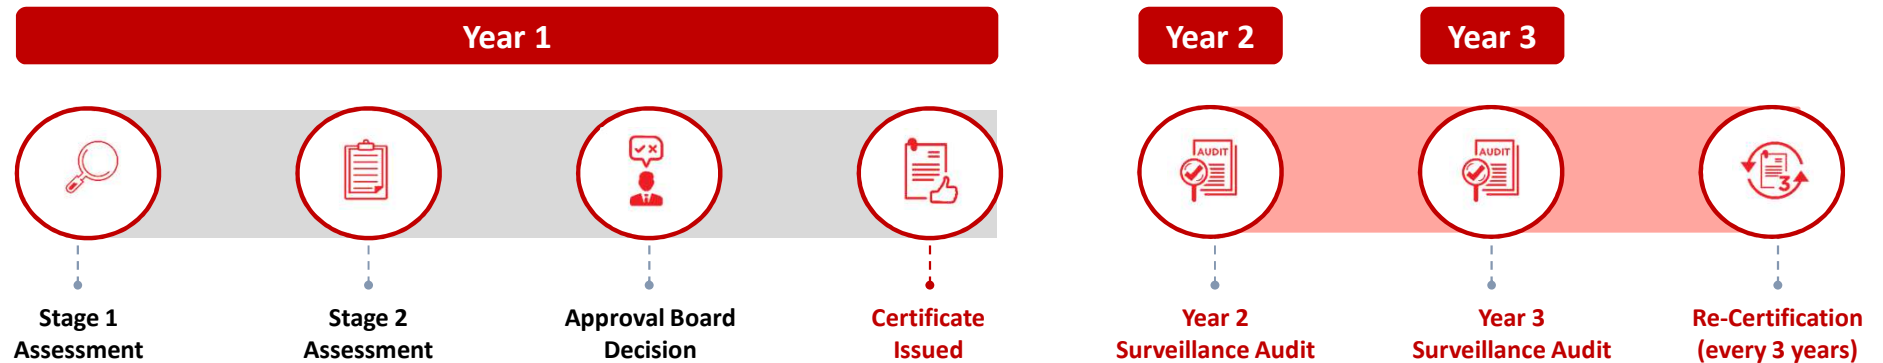 Year 1
Year 2
Year 3
AUDIT
AUDIT
3
Stage 1
Assessment
Stage 2
Assessment
Approval Board
Decision
Certificate
Issued
Year 2
Surveillance Audit
Year 3
Surveillance Audit
Re-Certification
(every 3 years)